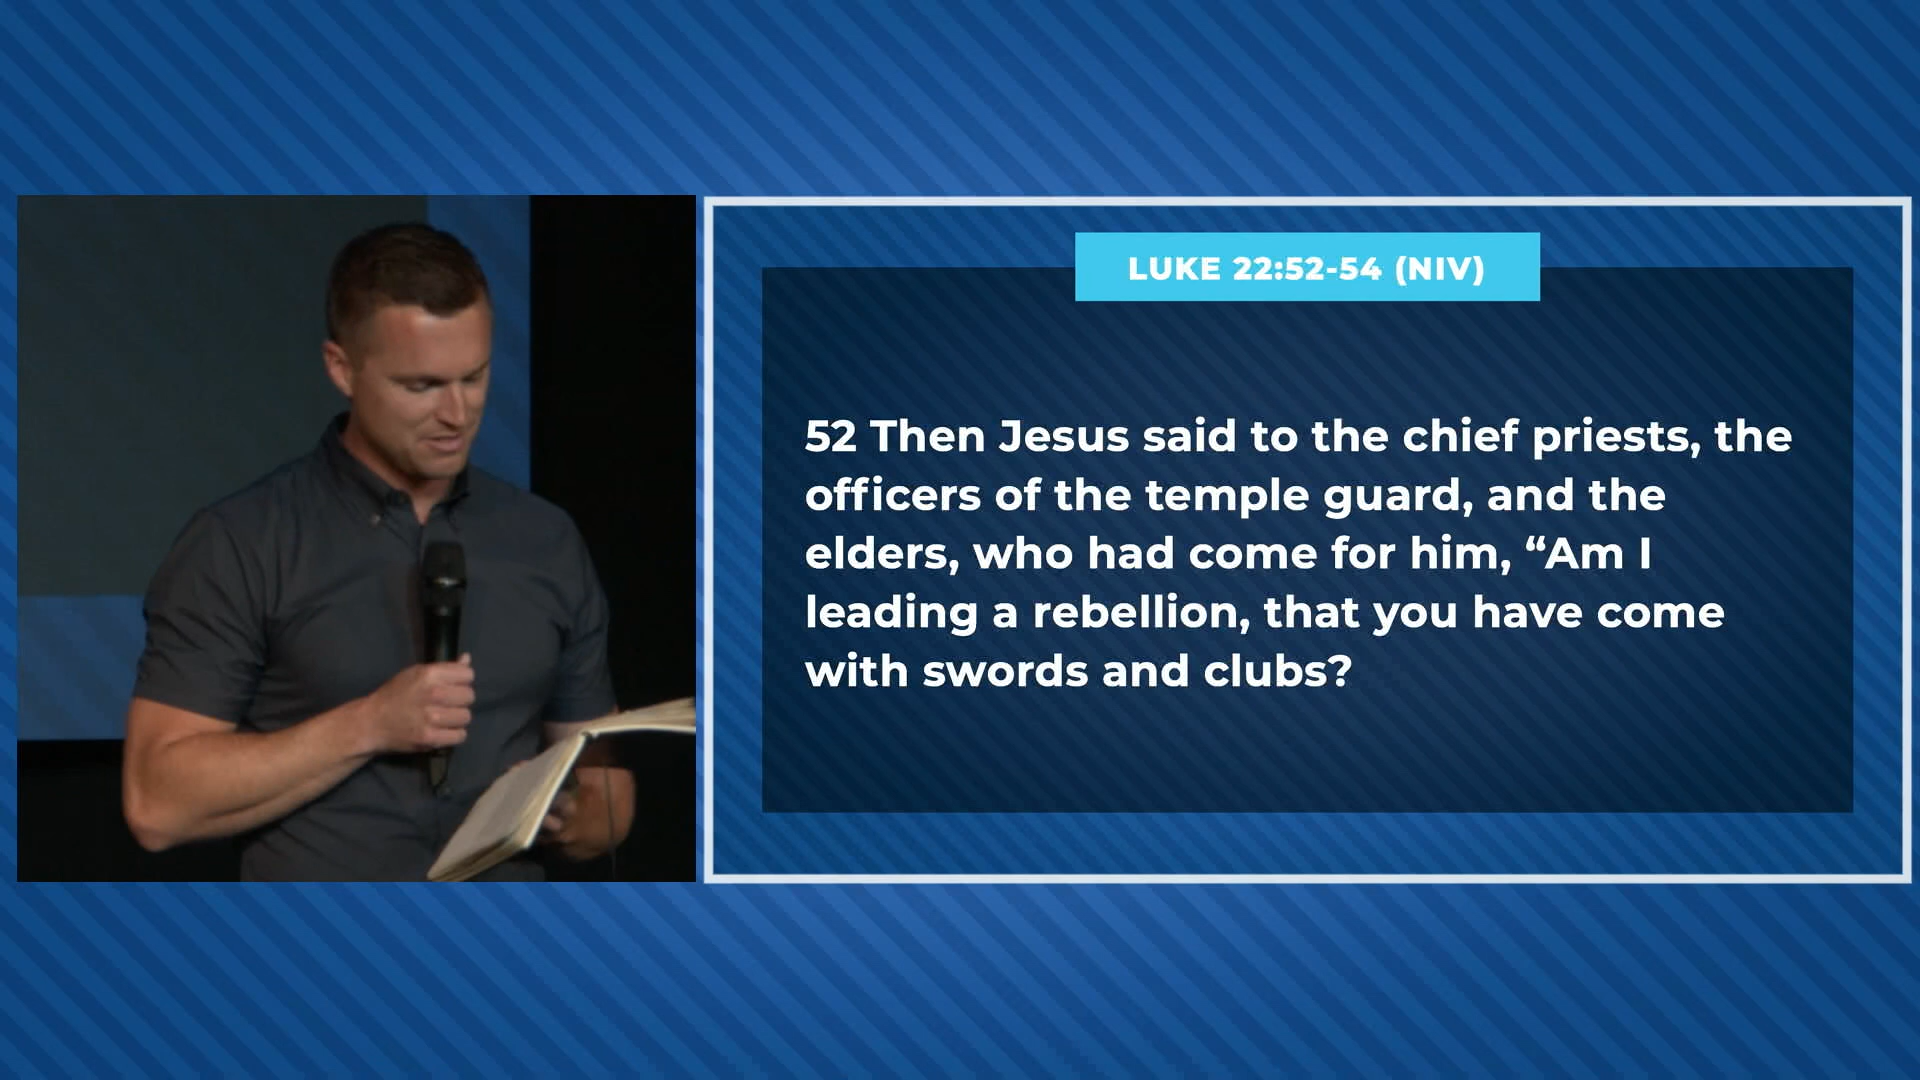 LUKE 22:52-54 (NIV)
52 Then Jesus said to the chief priests, the
officers of the temple guard, and the
elders, who had come for him, “Am I
leading a rebellion, that you have come
with swords and clubs?